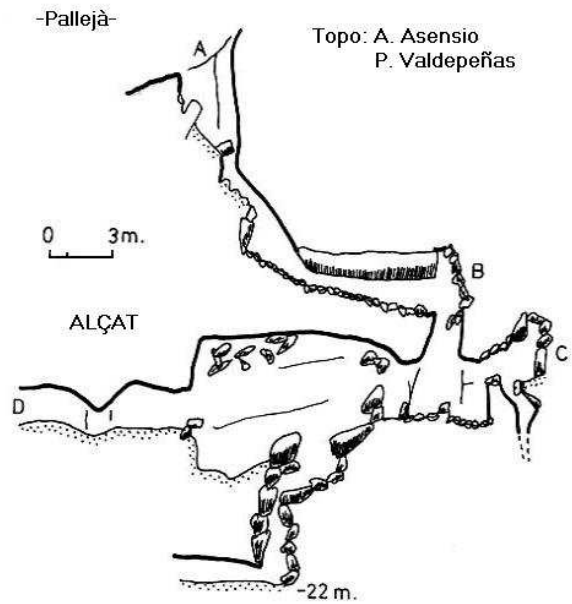 -Pallejà-
Topo: A. Asensio
P. Valdepeñas
A
0 3m.
B
ALÇAT
C
D
-22 m.